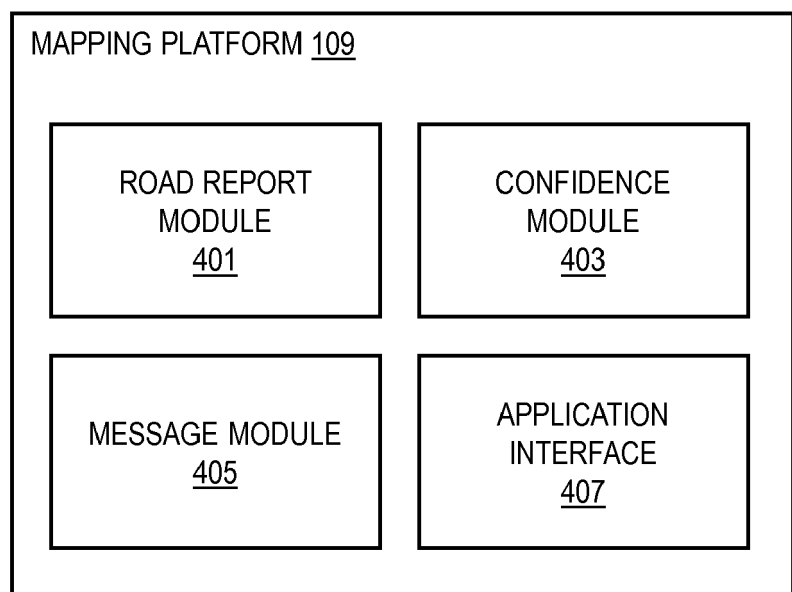 MAPPING PLATFORM 109
ROAD REPORT
MODULE
401
CONFIDENCE
MODULE
403
MESSAGE MODULE
405
APPLICATION
INTERFACE
407